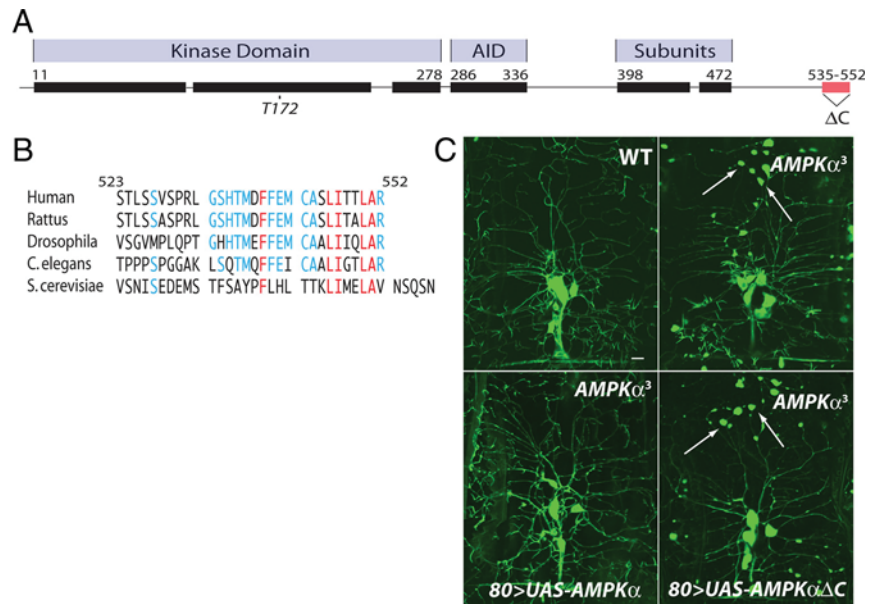 A
Kinase Domain AID Subunits
11 278 286 336 398 472 535-552
T172 ΔC
B
523 552
Human STLSSVSPRL GSHTMDFFEM CASLITTLAR
Rattus STLSSASPRL GSHTMDFFEM CASLITALAR
Drosophila VSGVMPLQPT GHHTMEFFEM CAALIIQLAR
C.elegans TPPPSPGGAK LSQTMQFFEI CAALIGTLAR
S.cerevisiae VSNISEDEMS TFSAYPFLHL TTKLIMELAV NSQSN
C
WT AMPKα³
AMPKα³ AMPKα³
80>UAS-AMPKα 80>UAS-AMPKαΔC